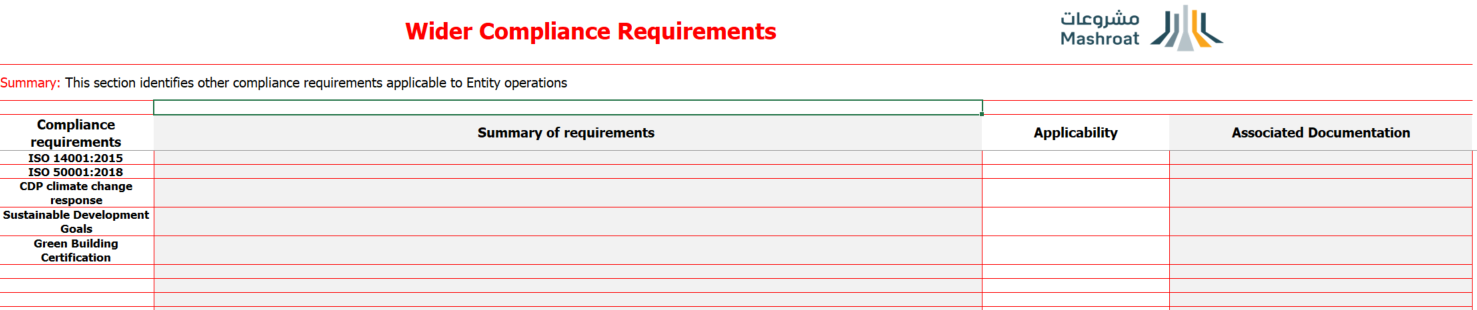 Wider Compliance Requirements
مشروعات
Mashroat
Summary: This section identifies other compliance requirements applicable to Entity operations
Compliance
requirements
Summary of requirements
Applicability
Associated Documentation
ISO 14001:2015
ISO 50001:2018
CDP climate change
response
Sustainable Development
Goals
Green Building
Certification